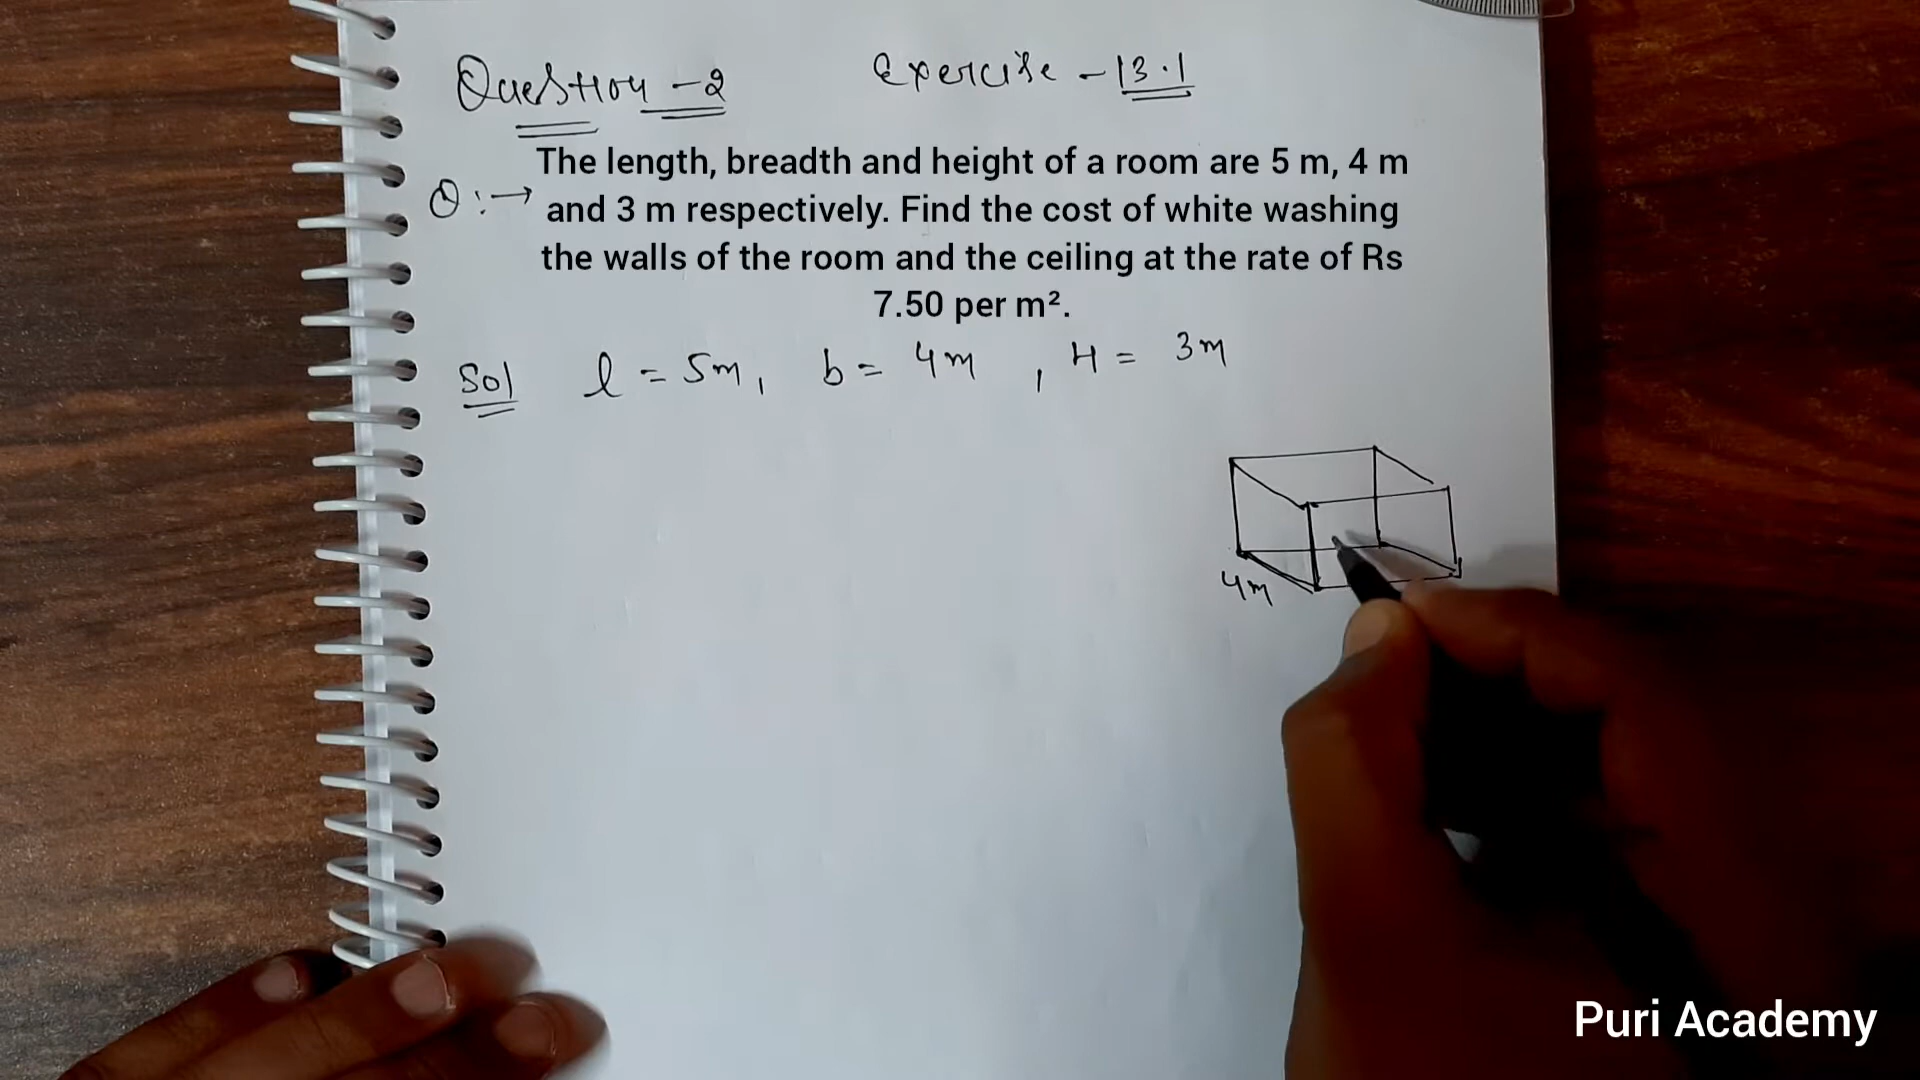 Question - 2 Exercise - 13.1
Q :→ The length, breadth and height of a room are 5 m, 4 m
and 3 m respectively. Find the cost of white washing
the walls of the room and the ceiling at the rate of Rs
7.50 per m².
Sol l = 5m, b = 4m , H = 3m
4m
Puri Academy